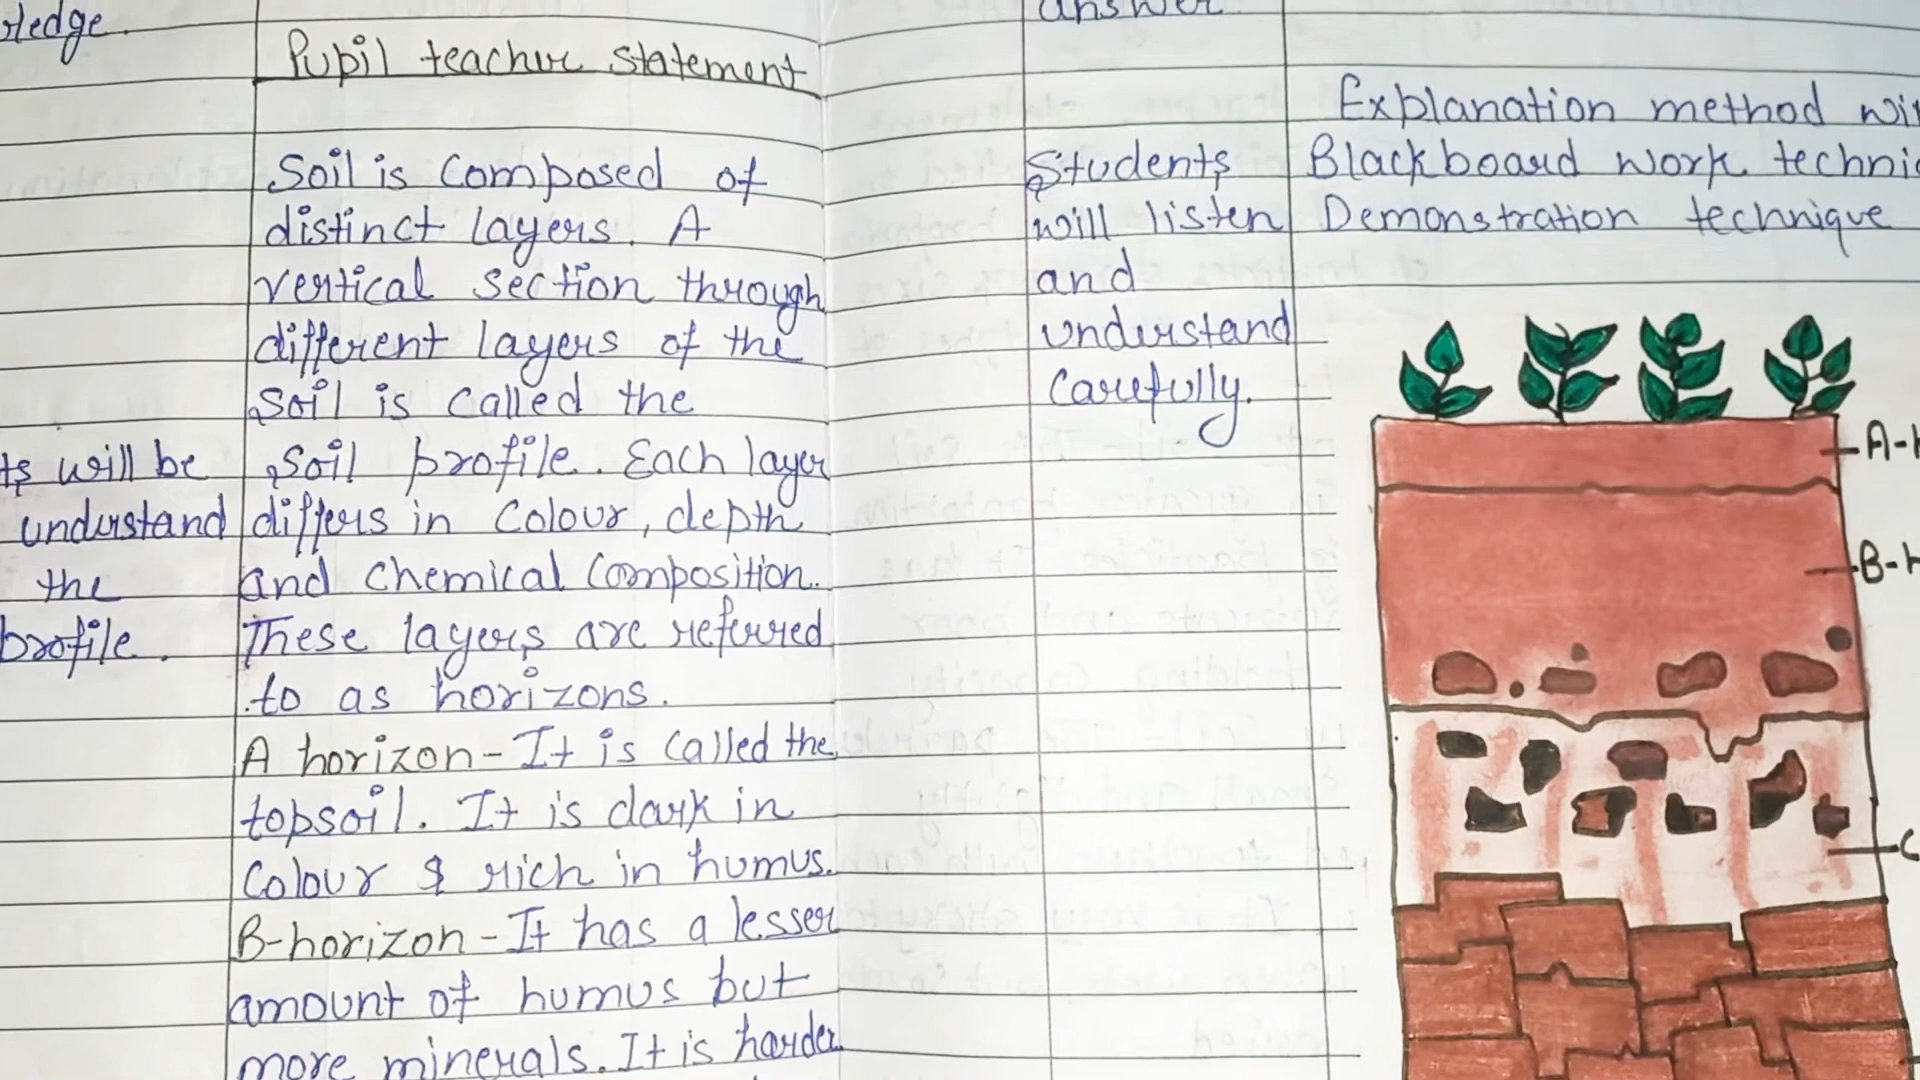 answer.
Pupil teacher statement
Soil is composed of
distinct layers. A
vertical section through
different layers of the
soil is called the
soil profile. Each layer
differs in colour, depth
and chemical composition.
These layers are referred
to as horizons.
A horizon - It is called the
topsoil. It is dark in
colour & rich in humus.
B-horizon - It has a lesser
amount of humus but
more minerals. It is harder
will be
understand
the
profile.
Students
will listen
and
understand
carefully.
Explanation method
Blackboard work
Demonstration technique
A-
B-
C